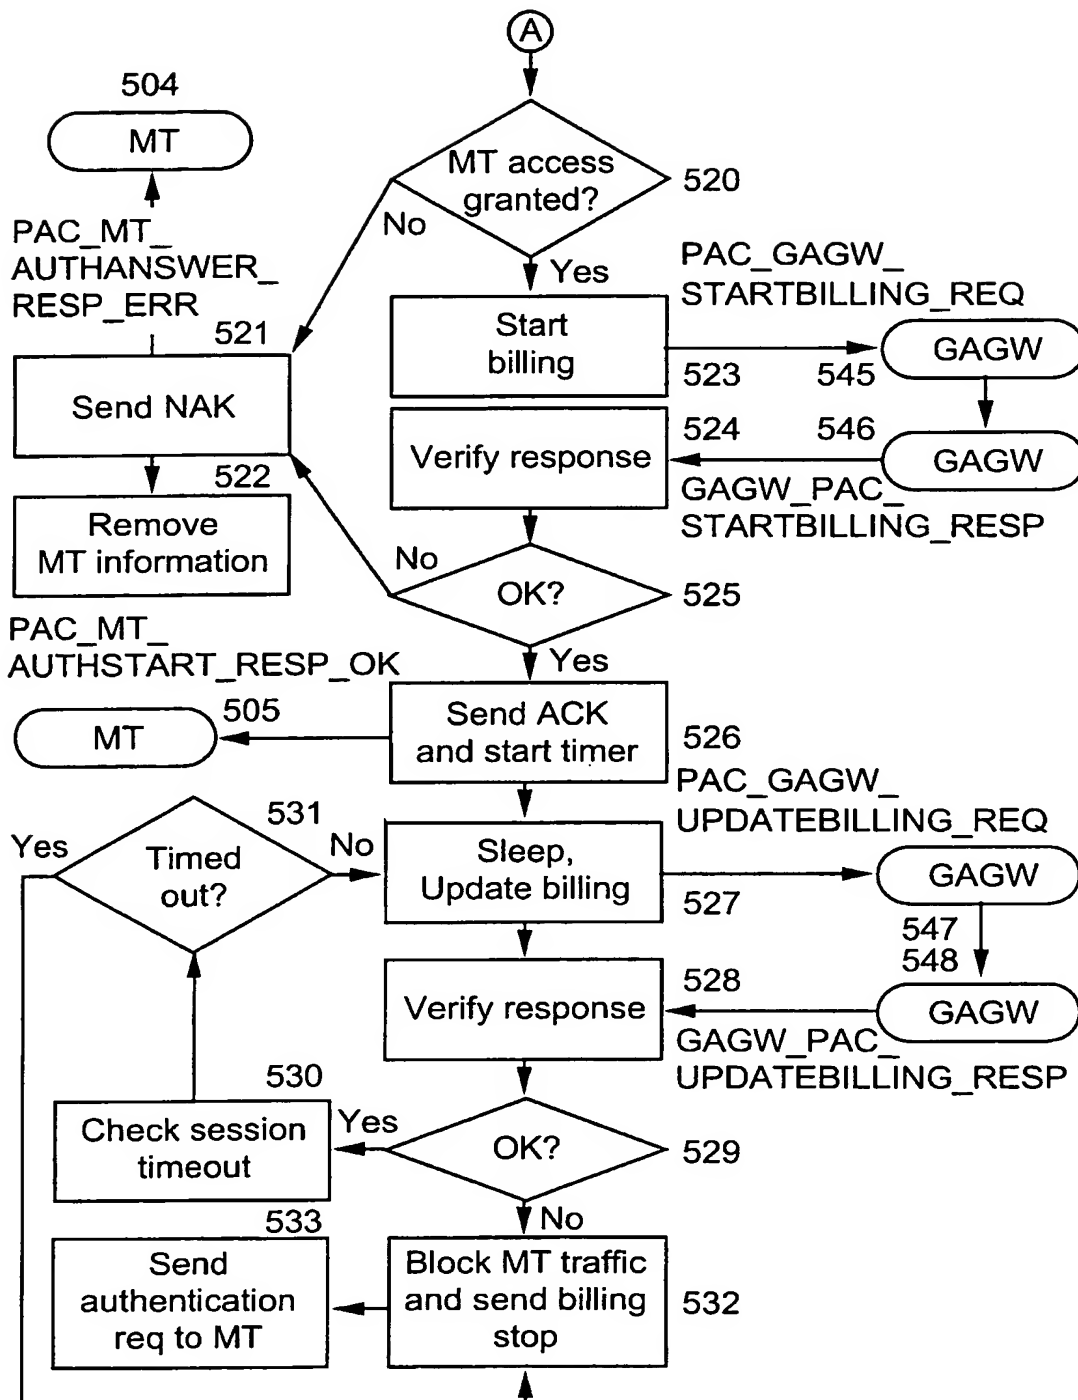 A
504
MT
MT access
granted?
520
No
PAC_MT_
AUTHANSWER_
RESP_ERR
Yes
PAC_GAGW_
STARTBILLING_REQ
521
Start
billing
GAGW
523
545
Send NAK
524
546
Verify response
GAGW
522
GAGW_PAC_
STARTBILLING_RESP
Remove
MT information
No
OK?
525
PAC_MT_
AUTHSTART_RESP_OK
Yes
505
MT
Send ACK
and start timer
526
PAC_GAGW_
UPDATEBILLING_REQ
531
Yes
Timed
out?
No
Sleep,
Update billing
GAGW
527
547
548
528
Verify response
GAGW
GAGW_PAC_
UPDATEBILLING_RESP
530
Check session
timeout
Yes
OK?
529
No
533
Send
authentication
req to MT
Block MT traffic
and send billing
stop
532